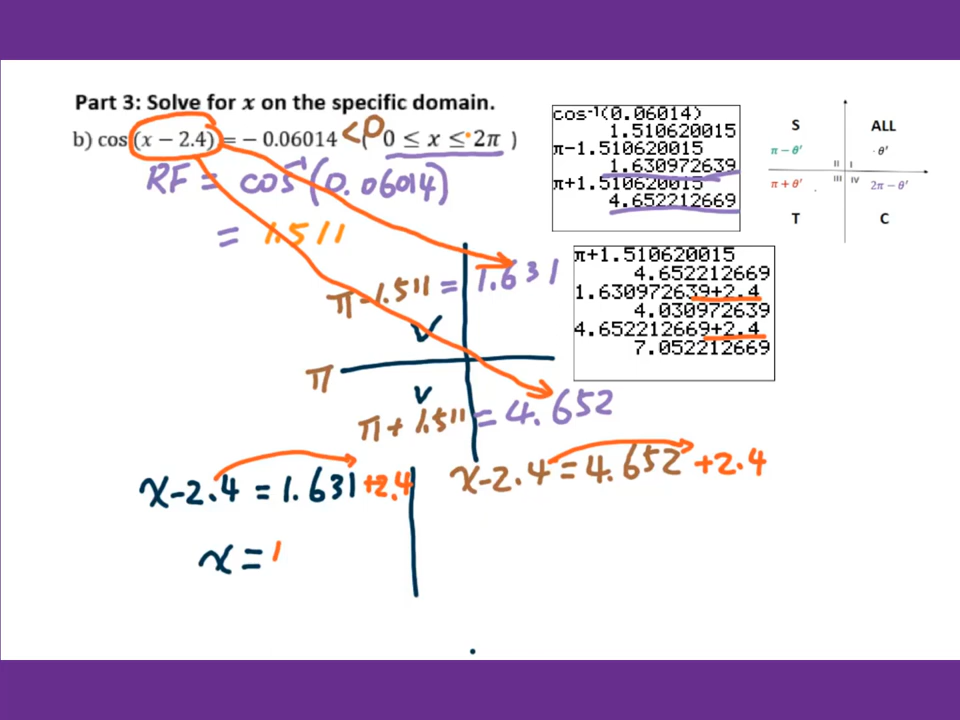 Part 3: Solve for x on the specific domain.
b) cos(x − 2.4) = − 0.06014 <0 ( 0 ≤ x ≤ 2π )
RF = cos⁻¹(0.06014)
= 1.511
π-1.511 = 1.631
v
π
v
π+1.511 = 4.652
x-2.4 = 1.631 +2.4
x =
x-2.4 = 4.652 +2.4
cos⁻¹(0.06014)
1.510620015
π-1.510620015
1.630972639
π+1.510620015
4.652212669
π+1.510620015
4.652212669
1.630972639+2.4
4.030972639
4.652212669+2.4
7.052212669
S ALL
π − θ' θ'
II I
III IV
π + θ' 2π − θ'
T C